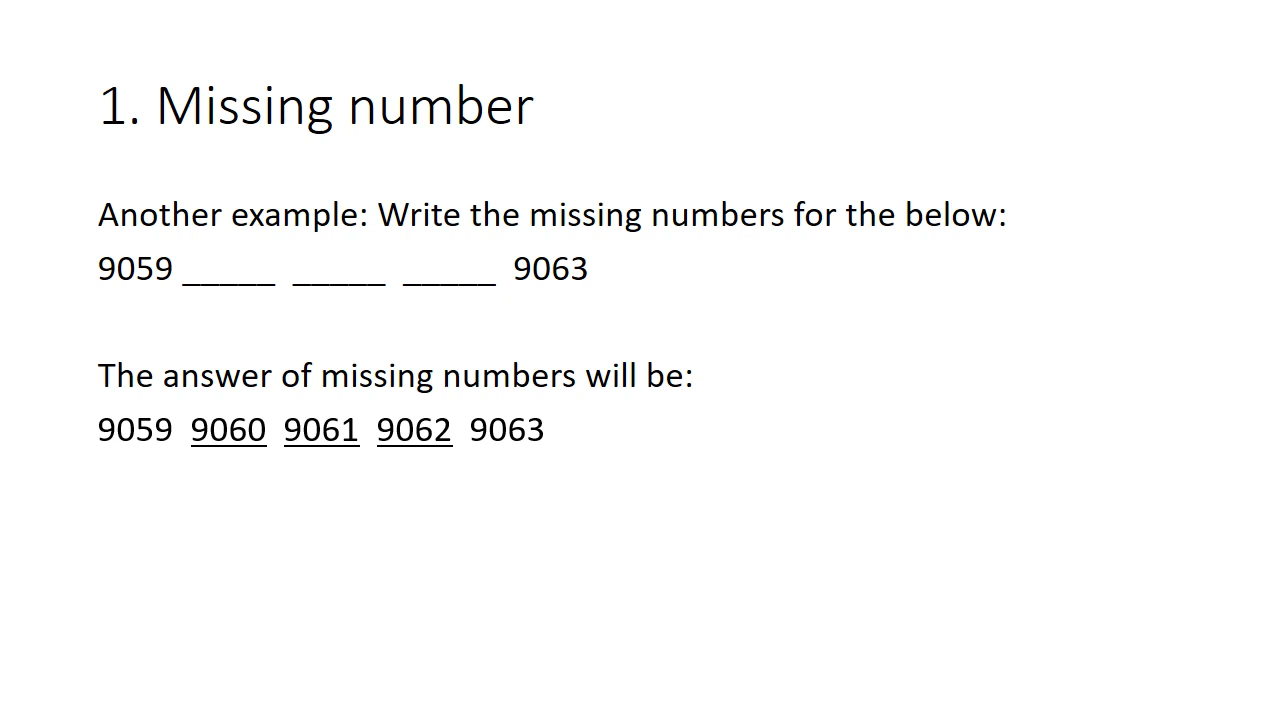 1. Missing number
Another example: Write the missing numbers for the below:
9059 _____ _____ _____ 9063
The answer of missing numbers will be:
9059 9060 9061 9062 9063